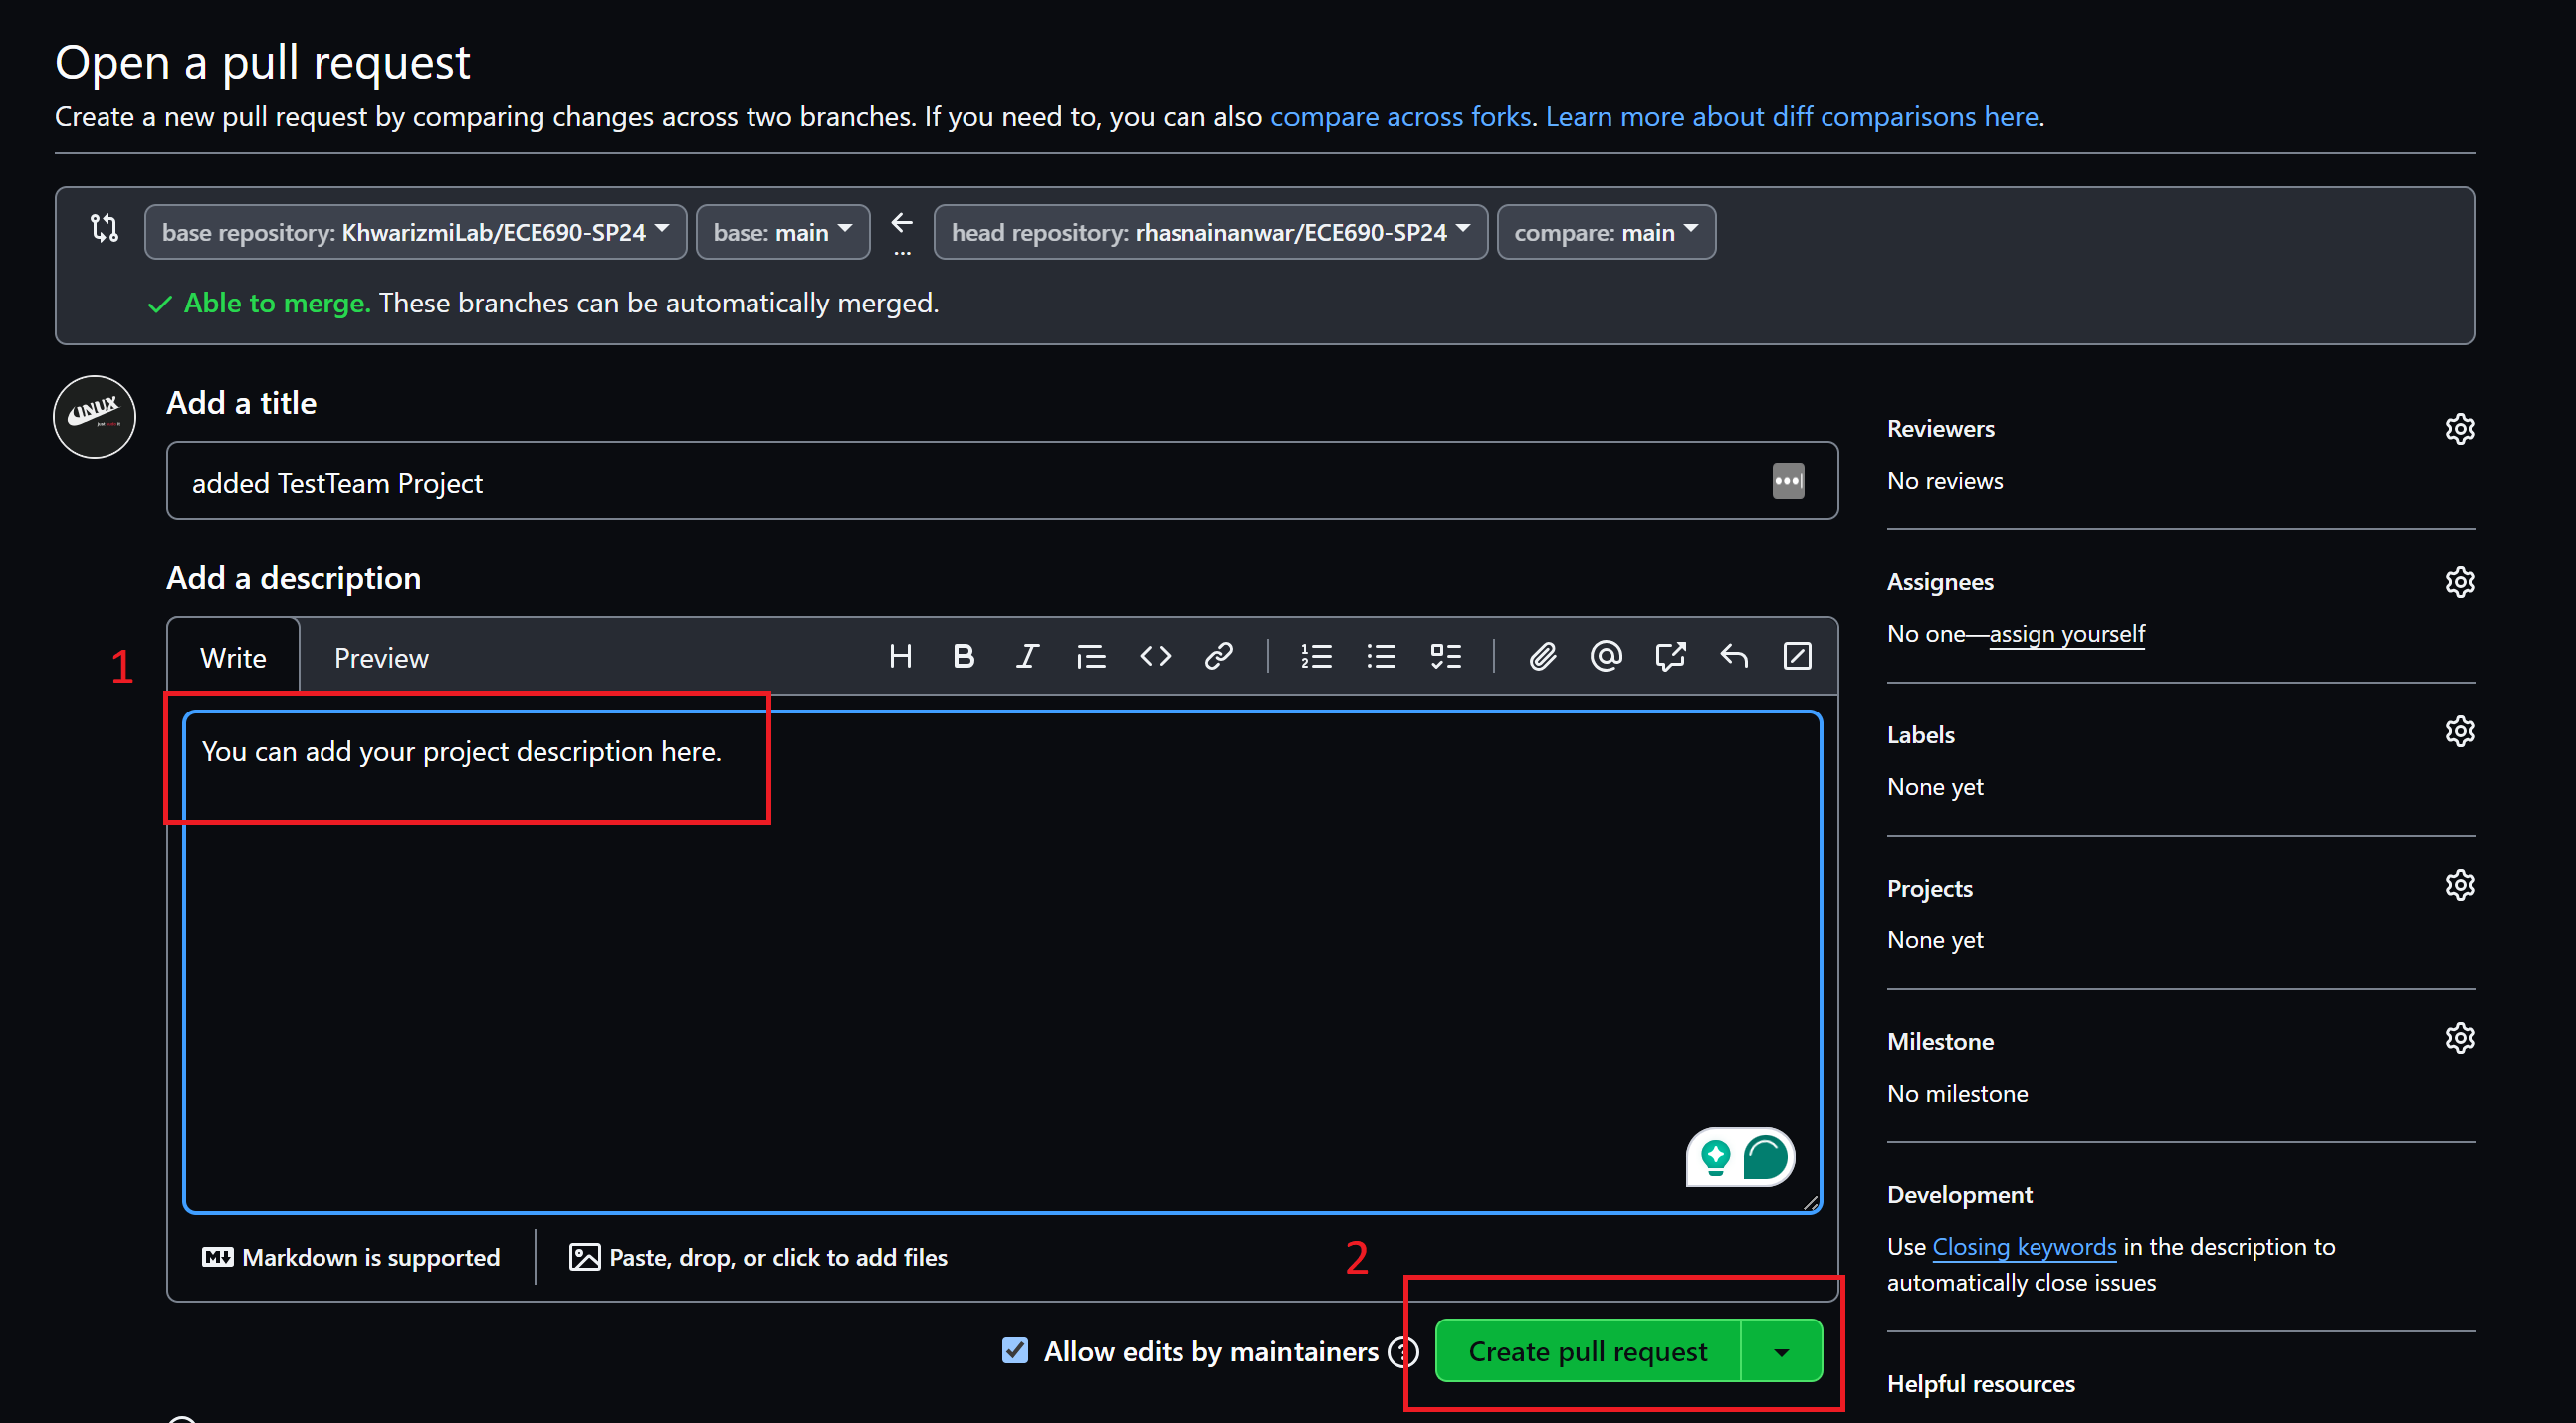 Open a pull request
Create a new pull request by comparing changes across two branches. If you need to, you can also compare across forks. Learn more about diff comparisons here.
base repository: KhwarizmiLab/ECE690-SP24 base: main ... head repository: rhasnainanwar/ECE690-SP24 compare: main
Able to merge. These branches can be automatically merged.
Add a title
added TestTeam Project
Add a description
1
Write Preview
You can add your project description here.
Markdown is supported Paste, drop, or click to add files
2
Allow edits by maintainers Create pull request
Reviewers
No reviews
Assignees
No one—assign yourself
Labels
None yet
Projects
None yet
Milestone
No milestone
Development
Use Closing keywords in the description to
automatically close issues
Helpful resources